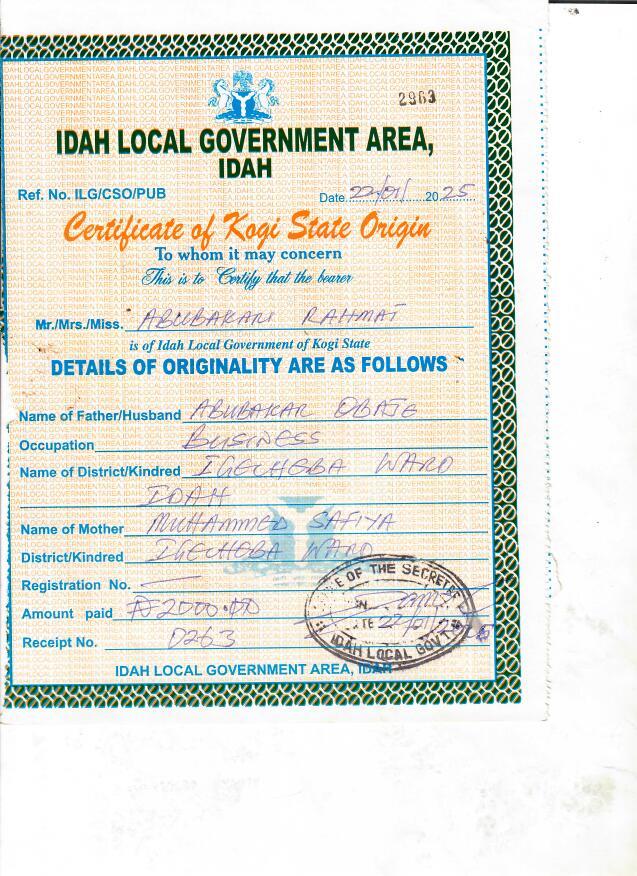 2963
IDAH LOCAL GOVERNMENT AREA,
IDAH
Ref. No. ILG/CSO/PUB
Date 22/01/ 2025
Certificate of Kogi State Origin
To whom it may concern
This is to Certify that the bearer
Mr./Mrs./Miss. ABUBAKAR RAHMAT
is of Idah Local Government of Kogi State
DETAILS OF ORIGINALITY ARE AS FOLLOWS
Name of Father/Husband ABUBAKAR OBAJE
Occupation BUSINESS
Name of District/Kindred IGECHEBA WARD
IDAH
Name of Mother MUHAMMED SAFIYA
District/Kindred IGECHEBA WARD
Registration No. —
Amount paid ₦2000.00
Receipt No. 0263
OF THE SECRET
IDAH LOCAL GOVT.
IDAH LOCAL GOVERNMENT AREA, IDAH